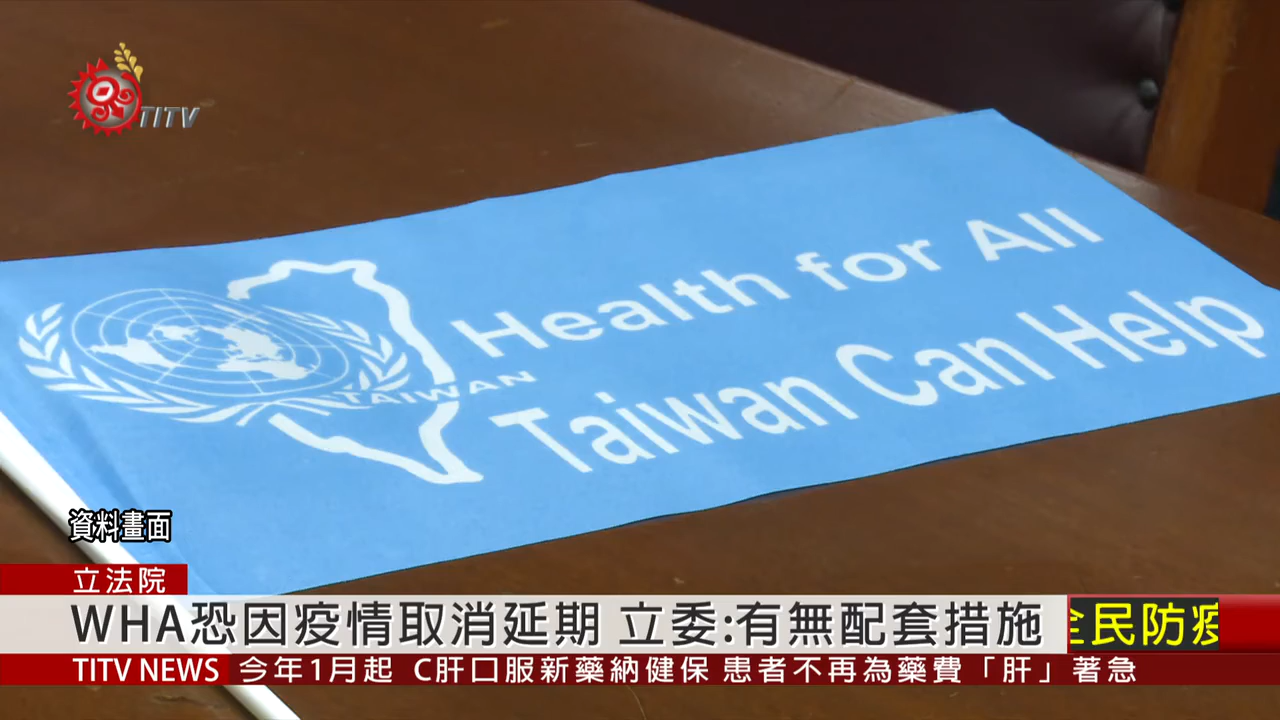 TITV
Health for All
TAIWAN
Taiwan Can Help
資料畫面
立法院
WHA恐因疫情取消延期 立委:有無配套措施
全民防疫
TITV NEWS 今年1月起 C肝口服新藥納健保 患者不再為藥費「肝」著急